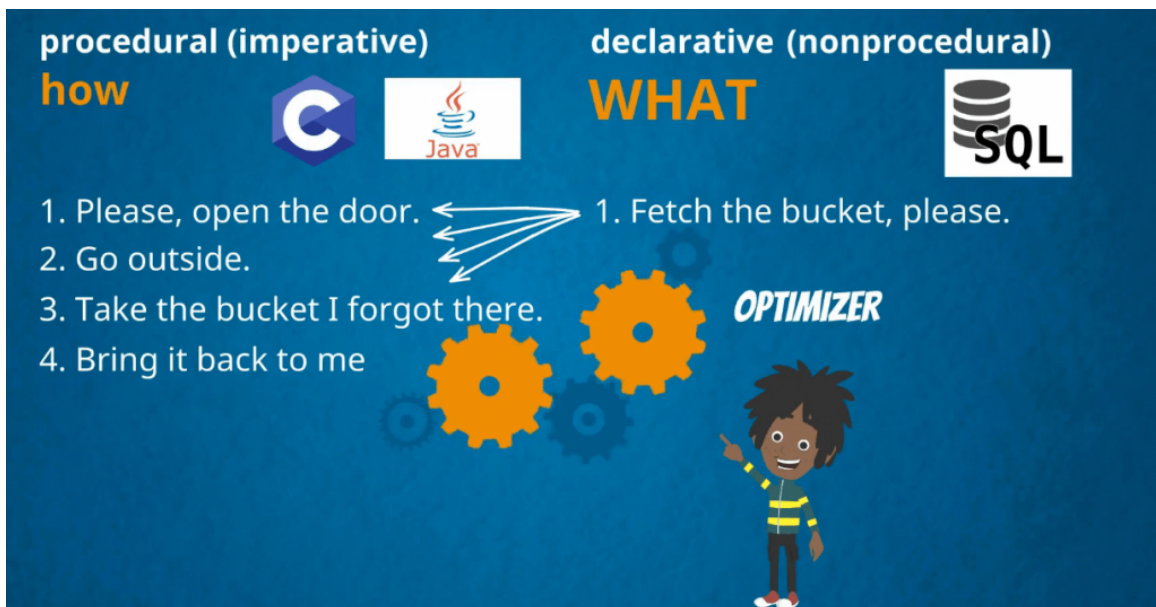 procedural (imperative)
how
C
Java
1. Please, open the door.
2. Go outside.
3. Take the bucket I forgot there.
4. Bring it back to me
declarative (nonprocedural)
WHAT
SQL
1. Fetch the bucket, please.
OPTIMIZER